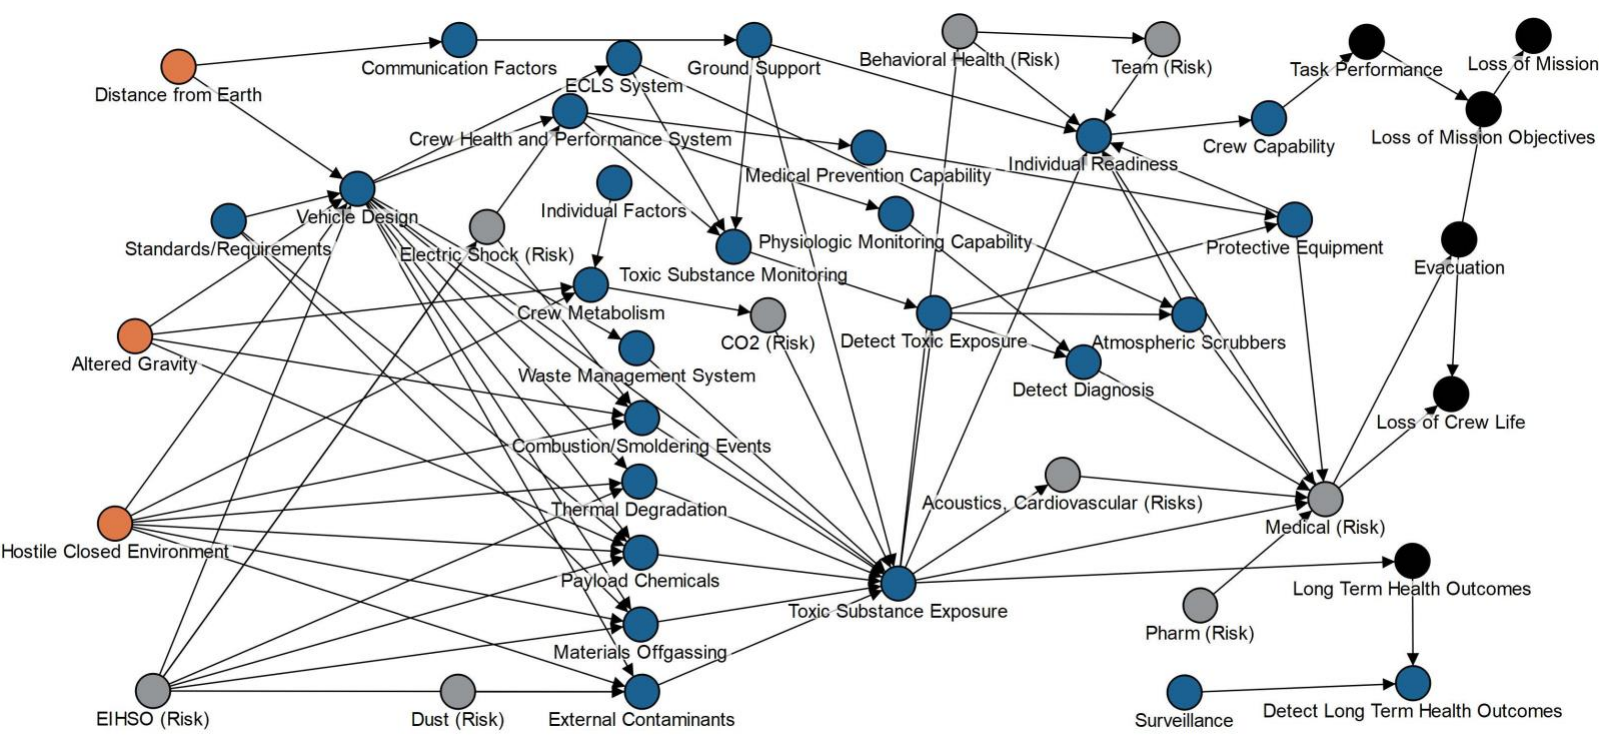 Loss of Mission
Behavioral Health (Risk)
Communication Factors
Ground Support
Team (Risk)
Task Performance
ECLS System
Distance from Earth
Loss of Mission Objectives
Crew Health and Performance System
Crew Capability
Individual Readiness
Medical Prevention Capability
Individual Factors
Vehicle Design
Physiologic Monitoring Capability
Standards/Requirements
Protective Equipment
Electric Shock (Risk)
Evacuation
Toxic Substance Monitoring
Crew Metabolism
CO2 (Risk)
Detect Toxic Exposure
Atmospheric Scrubbers
Altered Gravity
Waste Management System
Detect Diagnosis
Loss of Crew Life
Combustion/Smoldering Events
Acoustics, Cardiovascular (Risks)
Thermal Degradation
Medical (Risk)
Hostile Closed Environment
Payload Chemicals
Long Term Health Outcomes
Toxic Substance Exposure
Pharm (Risk)
Materials Offgassing
Detect Long Term Health Outcomes
EIHSO (Risk)
Dust (Risk)
External Contaminants
Surveillance